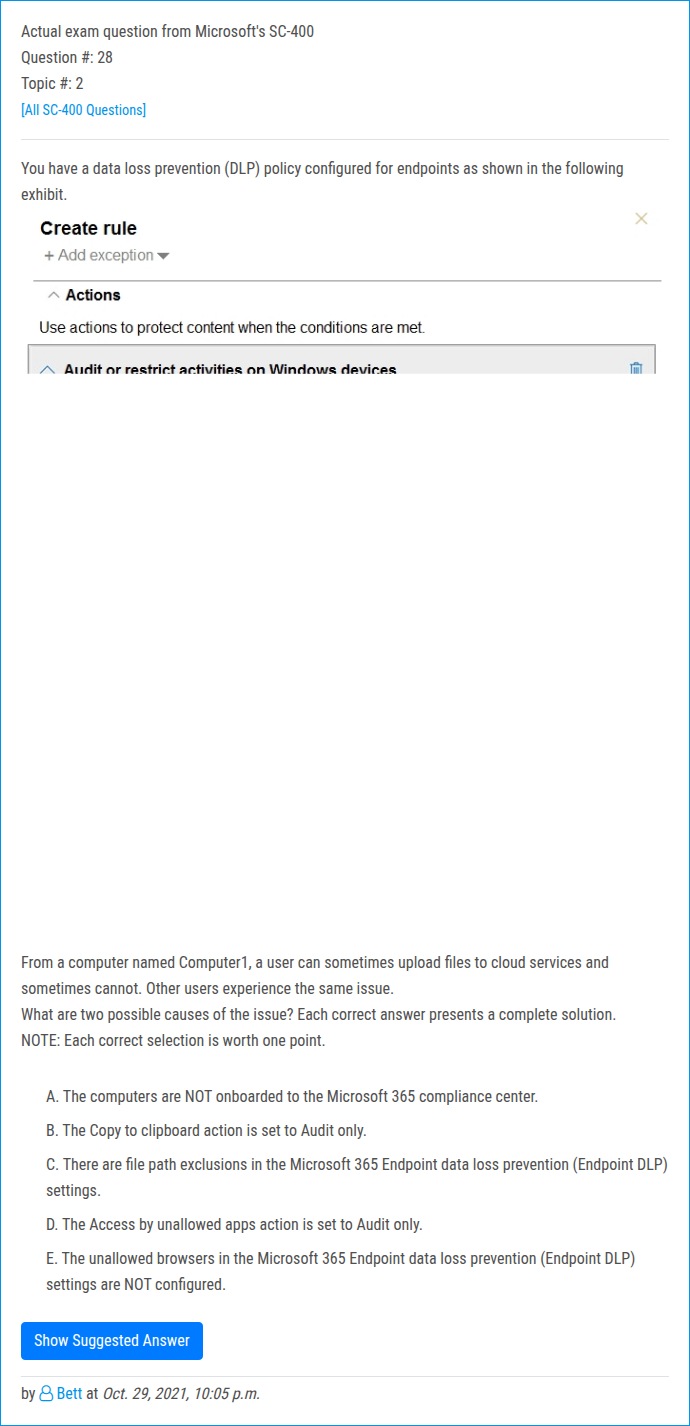 Actual exam question from Microsoft's SC-400
Question #: 28
Topic #: 2
[All SC-400 Questions]
You have a data loss prevention (DLP) policy configured for endpoints as shown in the following
exhibit.
Create rule
+ Add exception
Actions
Use actions to protect content when the conditions are met.
Audit or restrict activities on Windows devices
From a computer named Computer1, a user can sometimes upload files to cloud services and
sometimes cannot. Other users experience the same issue.
What are two possible causes of the issue? Each correct answer presents a complete solution.
NOTE: Each correct selection is worth one point.
A. The computers are NOT onboarded to the Microsoft 365 compliance center.
B. The Copy to clipboard action is set to Audit only.
C. There are file path exclusions in the Microsoft 365 Endpoint data loss prevention (Endpoint DLP)
settings.
D. The Access by unallowed apps action is set to Audit only.
E. The unallowed browsers in the Microsoft 365 Endpoint data loss prevention (Endpoint DLP)
settings are NOT configured.
Show Suggested Answer
by Bett at Oct. 29, 2021, 10:05 p.m.